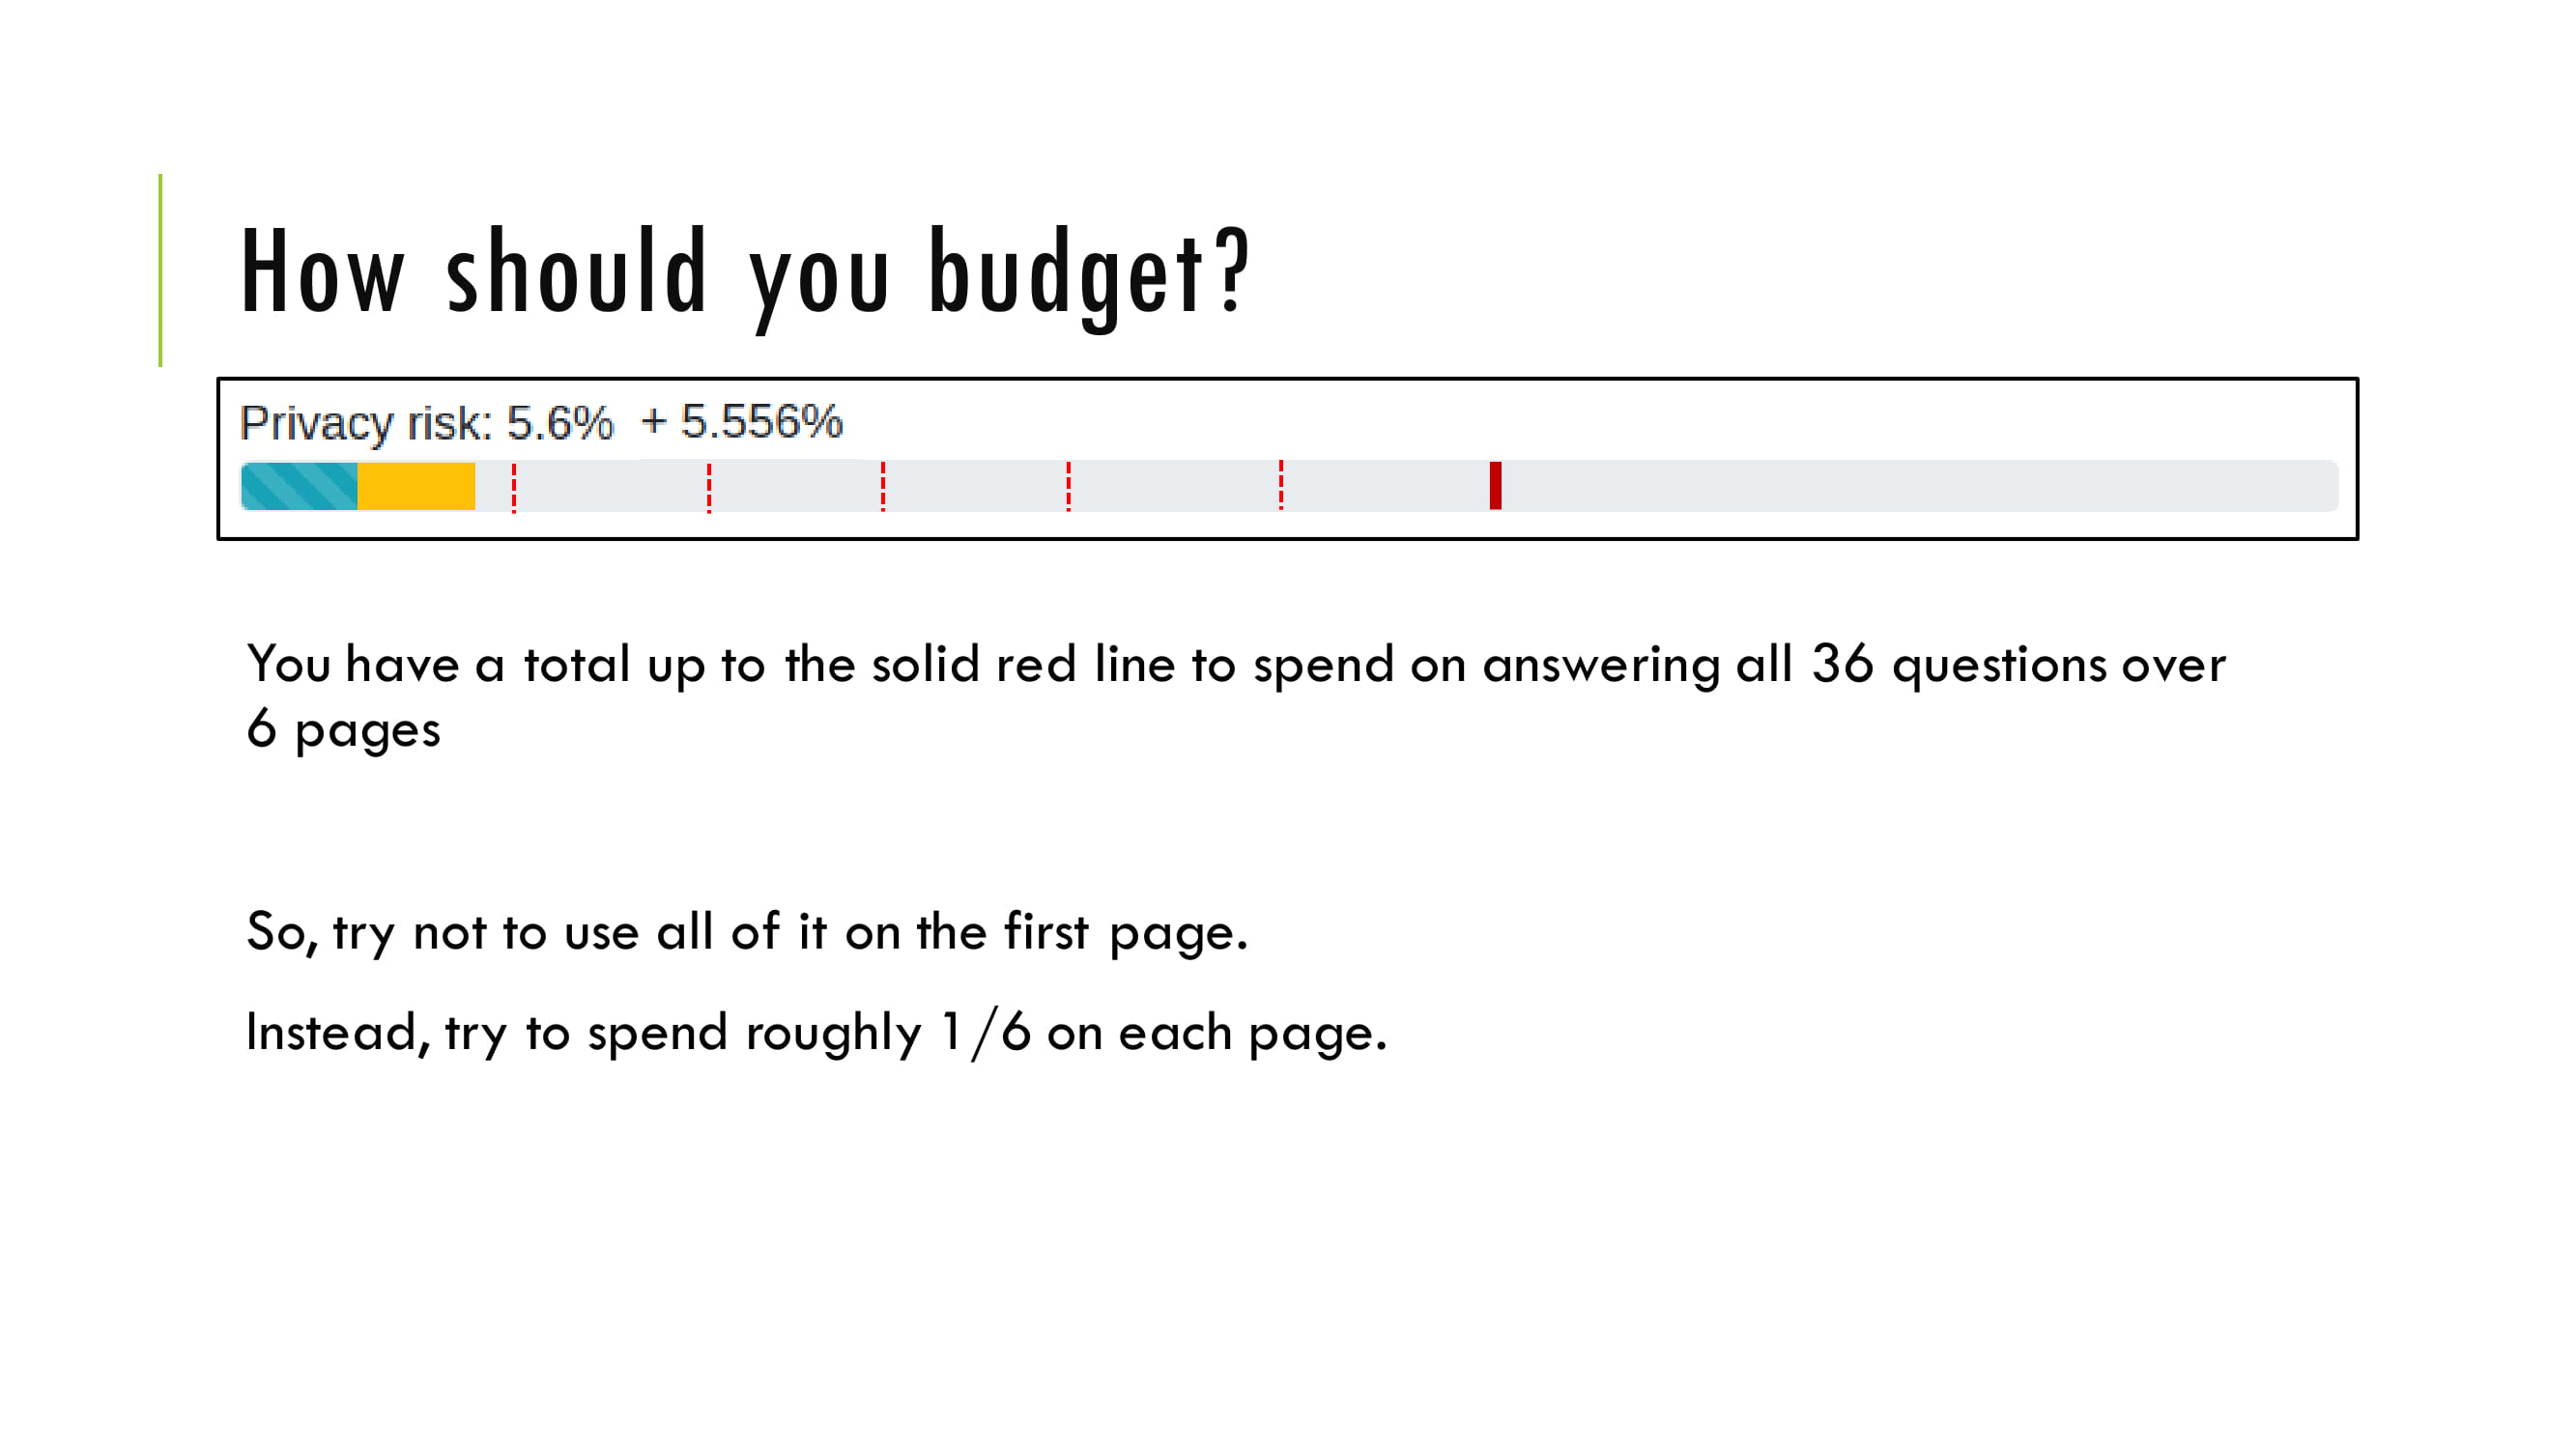 How should you budget?
Privacy risk: 5.6% + 5.556%
You have a total up to the solid red line to spend on answering all 36 questions over
6 pages
So, try not to use all of it on the first page.
Instead, try to spend roughly 1/6 on each page.